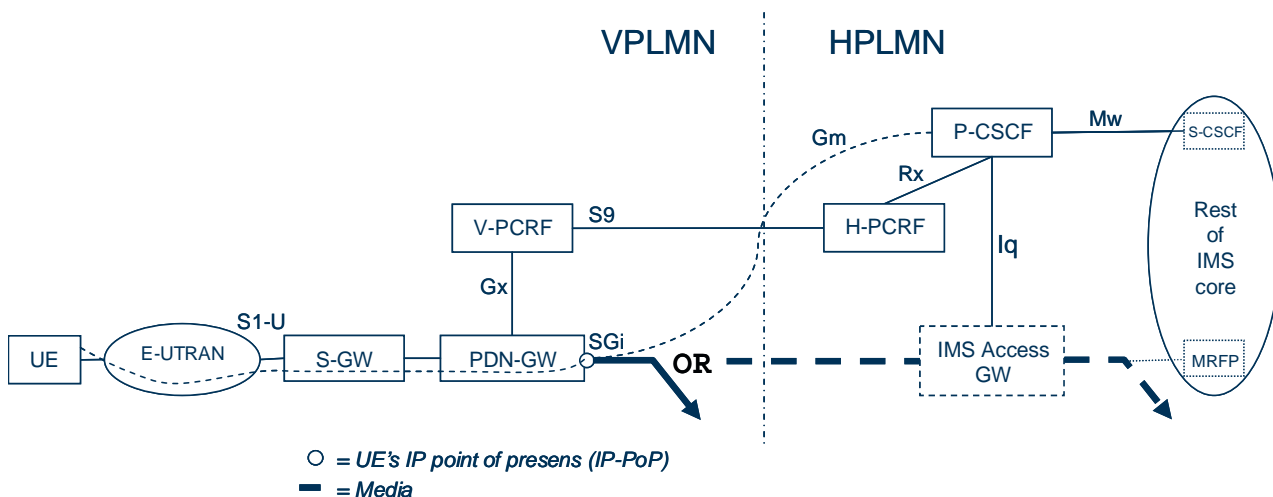 VPLMN
HPLMN
Gm
P-CSCF
Mw
S-CSCF
Rx
V-PCRF
S9
H-PCRF
Rest
of
IMS
core
Gx
Iq
S1-U
SGi
UE
E-UTRAN
S-GW
PDN-GW
OR
IMS Access
GW
MRFP
= UE's IP point of presens (IP-PoP)
= Media